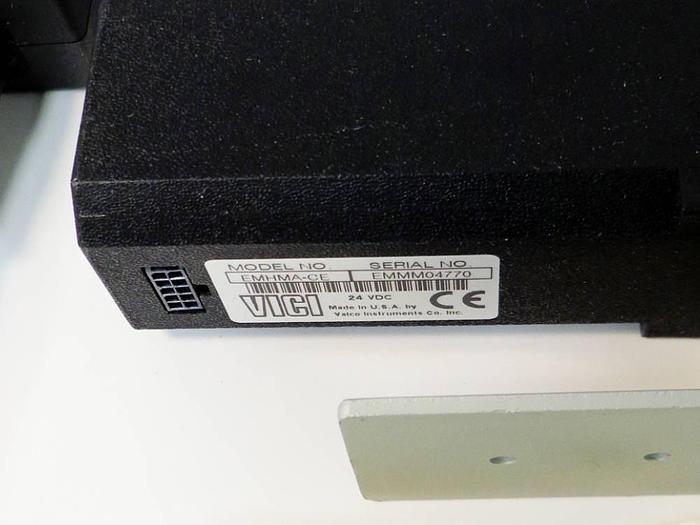 MODEL NO. SERIAL NO.
EMHMA-CE EMMM04770
VICI 24 VDC CE
Made in U.S.A. by
Valco Instruments Co. Inc.